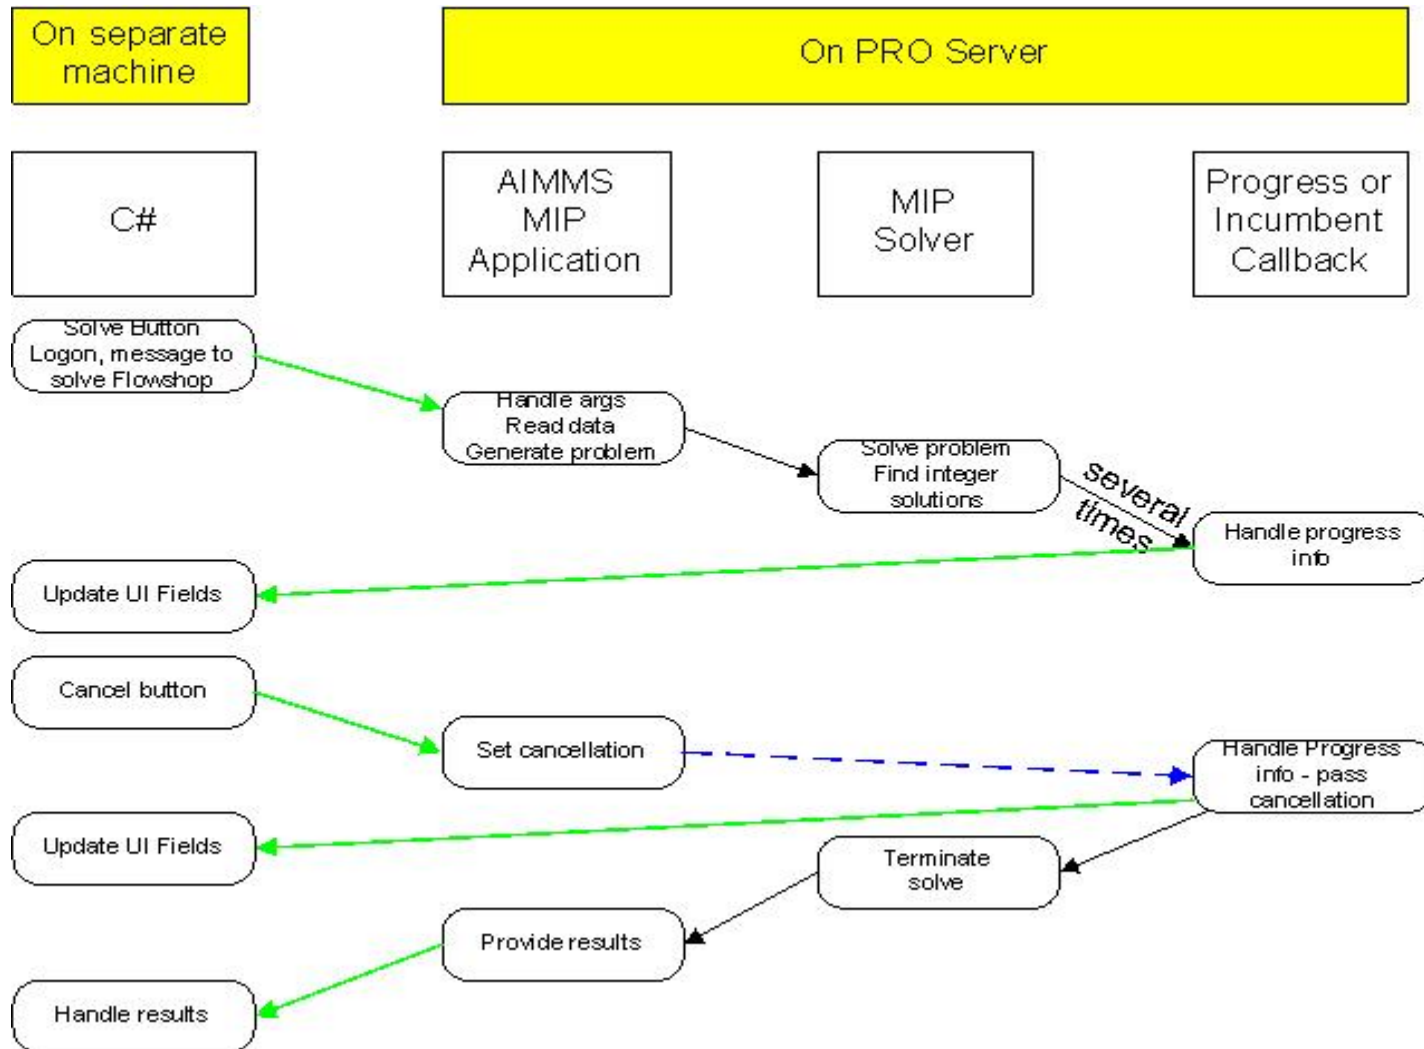 On separate
machine
On PRO Server
C#
AIMMS
MIP
Application
MIP
Solver
Progress or
Incumbent
Callback
Solve Button
Logon, message to
solve Flowshop
Handle args
Read data
Generate problem
Solve problem
Find integer
solutions
several
times
Handle progress
info
Update UI Fields
Cancel button
Set cancellation
Handle Progress
info - pass
cancellation
Update UI Fields
Terminate
solve
Provide results
Handle results